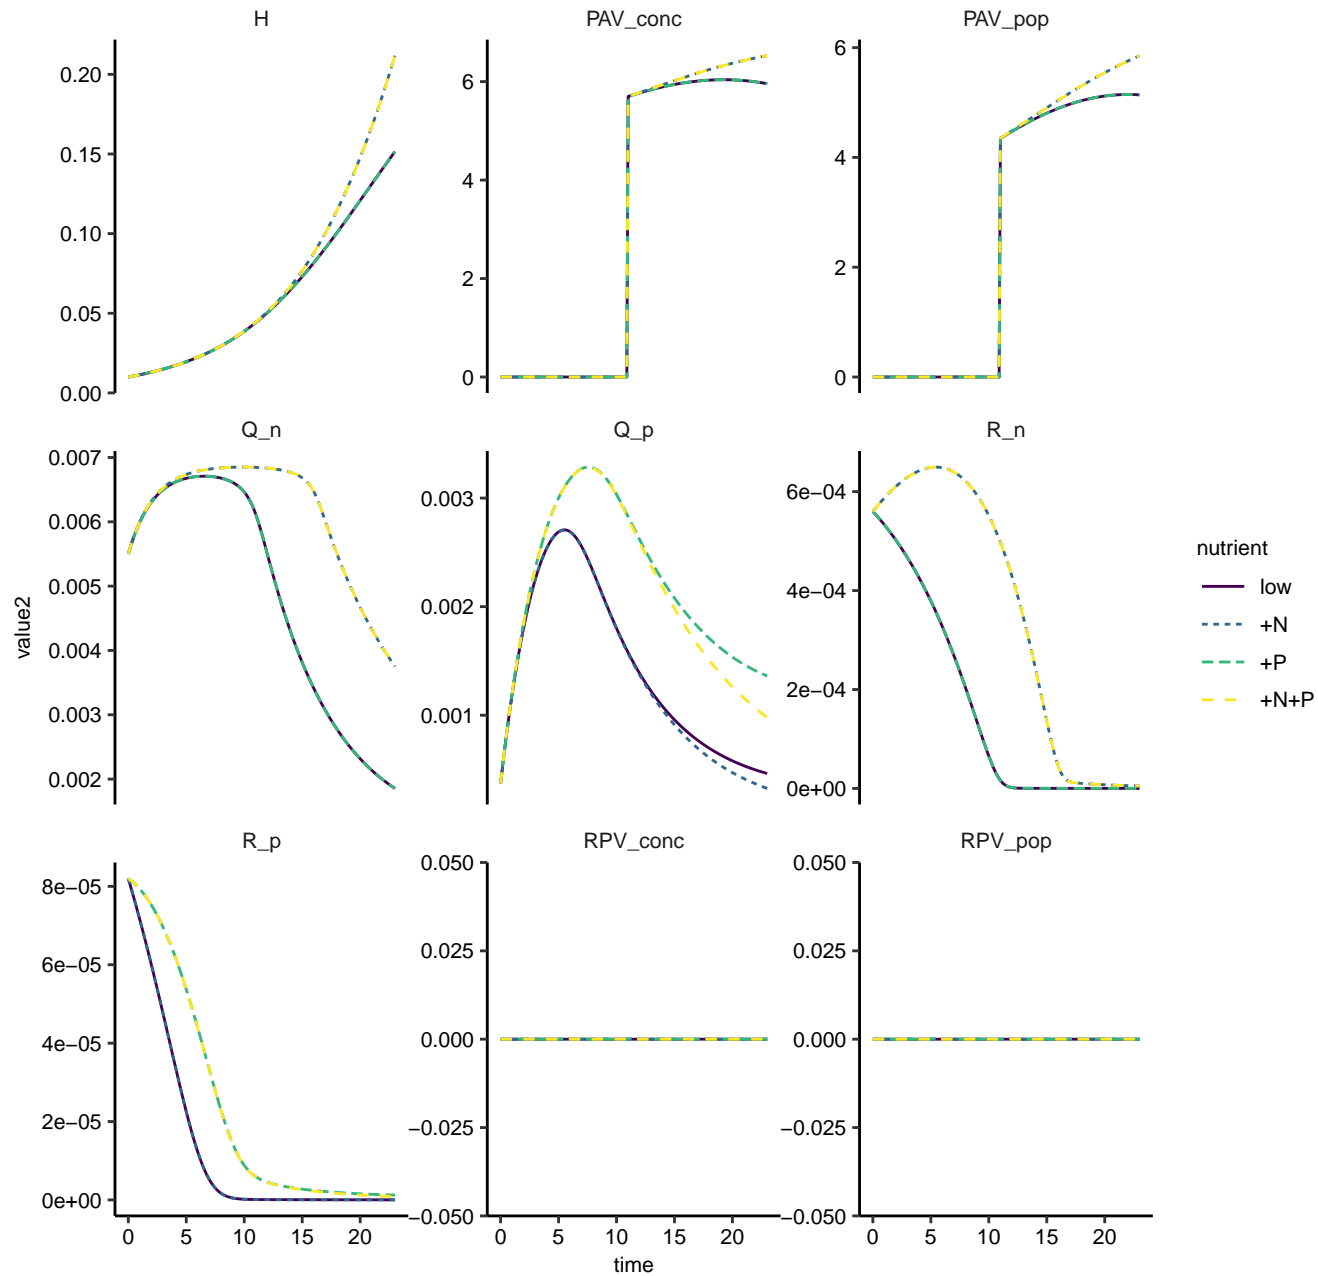 H
PAV_conc
PAV_pop
0.20
0.15
0.10
0.05
0.00
6
4
2
0
6
4
2
0
Q_n
Q_p
R_n
0.007
0.006
0.005
0.004
0.003
0.002
0.003
0.002
0.001
6e−04
4e−04
2e−04
0e+00
R_p
RPV_conc
RPV_pop
8e−05
6e−05
4e−05
2e−05
0e+00
0.050
0.025
0.000
−0.025
−0.050
0.050
0.025
0.000
−0.025
−0.050
0 5 10 15 20
0 5 10 15 20
0 5 10 15 20
time
value2
nutrient
low
+N
+P
+N+P